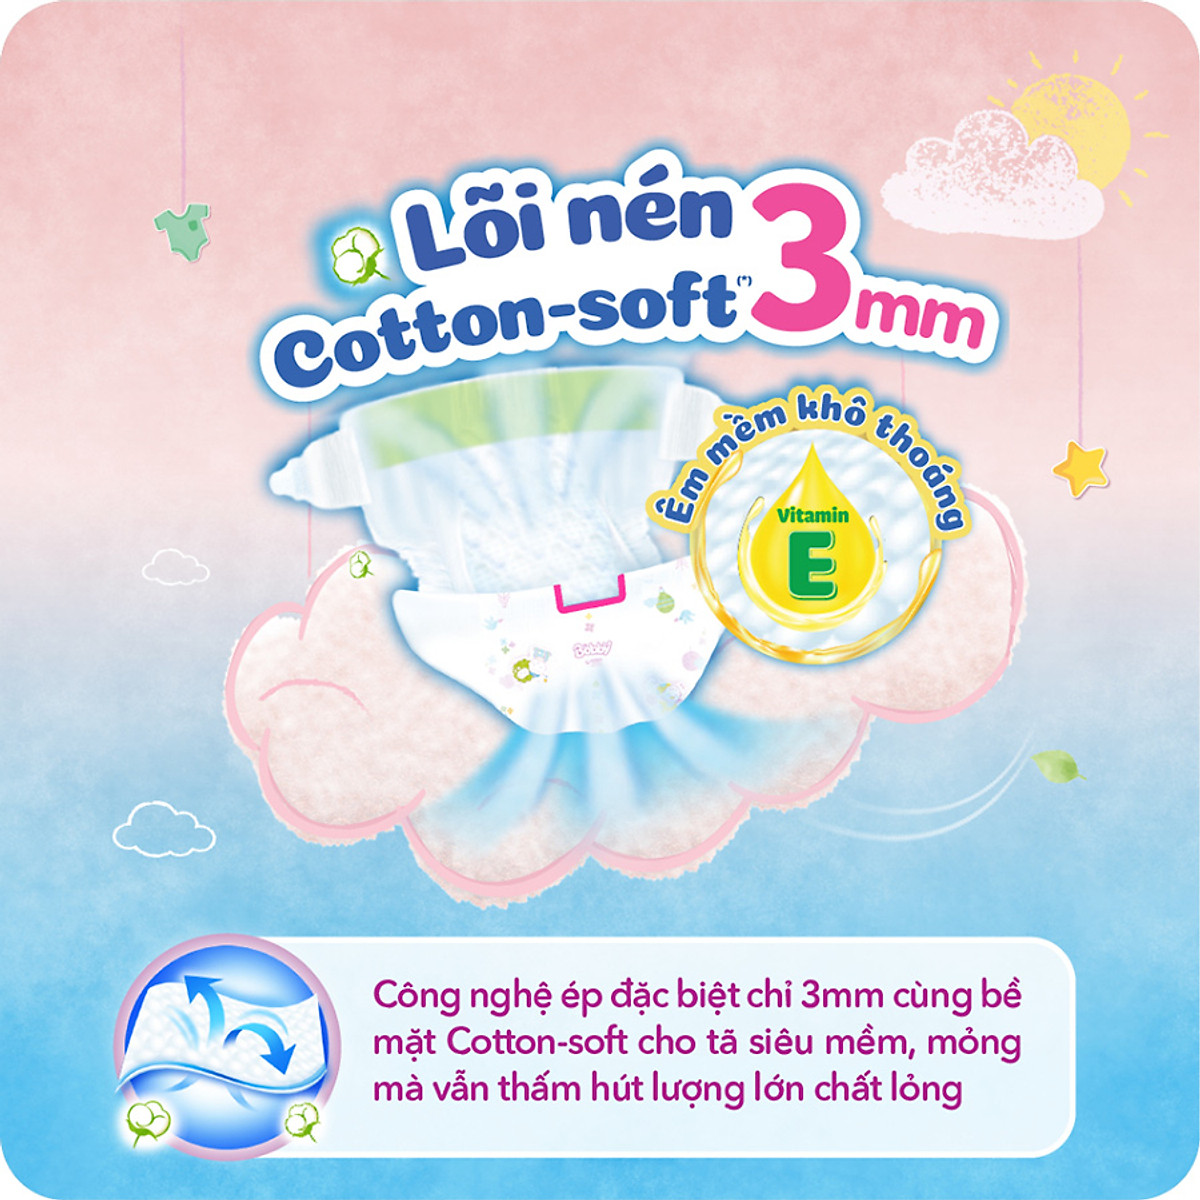 Lõi nén
Cotton-soft(*) 3mm
Êm mềm khô thoáng
Vitamin
E
Bobby
Công nghệ ép đặc biệt chỉ 3mm cùng bề
mặt Cotton-soft cho tã siêu mềm, mỏng
mà vẫn thấm hút lượng lớn chất lỏng